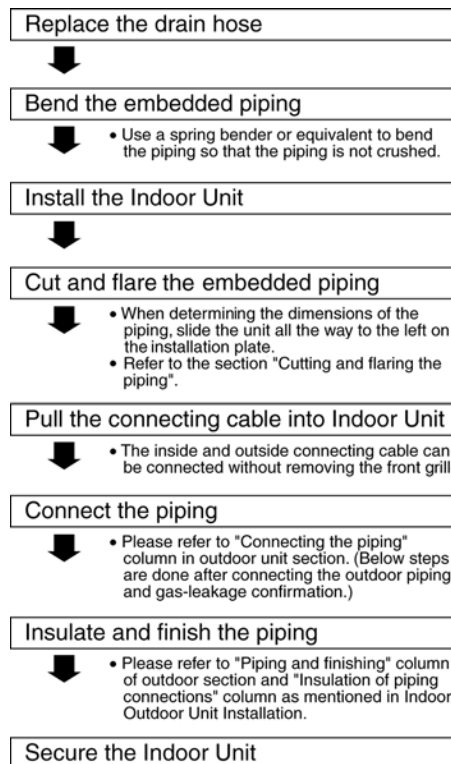 Replace the drain hose
Bend the embedded piping
• Use a spring bender or equivalent to bend
the piping so that the piping is not crushed.
Install the Indoor Unit
Cut and flare the embedded piping
• When determining the dimensions of the
piping, slide the unit all the way to the left on
the installation plate.
• Refer to the section "Cutting and flaring the
piping".
Pull the connecting cable into Indoor Unit
• The inside and outside connecting cable can
be connected without removing the front grill
Connect the piping
• Please refer to "Connecting the piping"
column in outdoor unit section. (Below steps
are done after connecting the outdoor piping
and gas-leakage confirmation.)
Insulate and finish the piping
• Please refer to "Piping and finishing" column
of outdoor section and "Insulation of piping
connections" column as mentioned in Indoor
Outdoor Unit Installation.
Secure the Indoor Unit